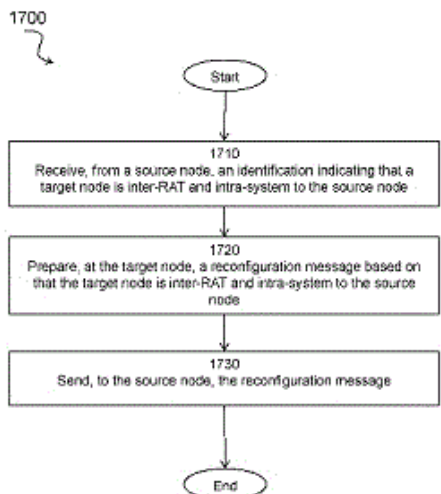 1700
Start
1710
Receive, from a source node, an identification indicating that a
target node is inter-RAT and intra-system to the source node
1720
Prepare, at the target node, a reconfiguration message based on
that the target node is inter-RAT and intra-system to the source
node
1730
Send, to the source node, the reconfiguration message
End